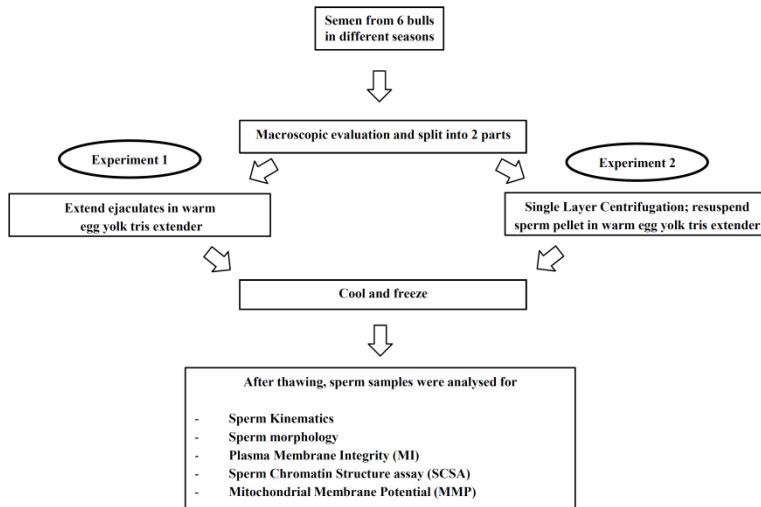 Semen from 6 bulls
in different seasons
Macroscopic evaluation and split into 2 parts
Experiment 1
Experiment 2
Extend ejaculates in warm
egg yolk tris extender
Single Layer Centrifugation; resuspend
sperm pellet in warm egg yolk tris extender
Cool and freeze
After thawing, sperm samples were analysed for
- Sperm Kinematics
- Sperm morphology
- Plasma Membrane Integrity (MI)
- Sperm Chromatin Structure assay (SCSA)
- Mitochondrial Membrane Potential (MMP)